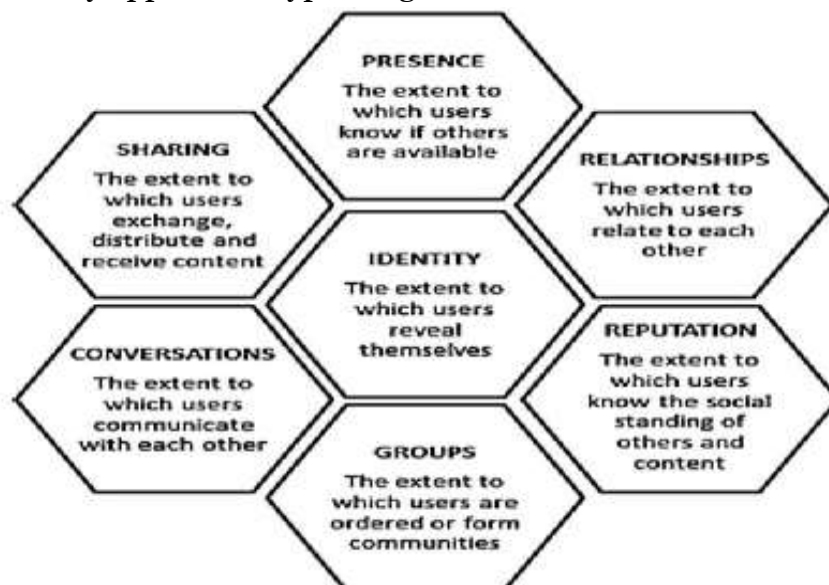 PRESENCE
The extent to
which users
know if others
are available
SHARING
The extent to
which users
exchange,
distribute and
receive content
RELATIONSHIPS
The extent to
which users
relate to each
other
IDENTITY
The extent to
which users
reveal
themselves
CONVERSATIONS
The extent to
which users
communicate
with each other
REPUTATION
The extent to
which users
know the social
standing of
others and
content
GROUPS
The extent to
which users are
ordered or form
communities